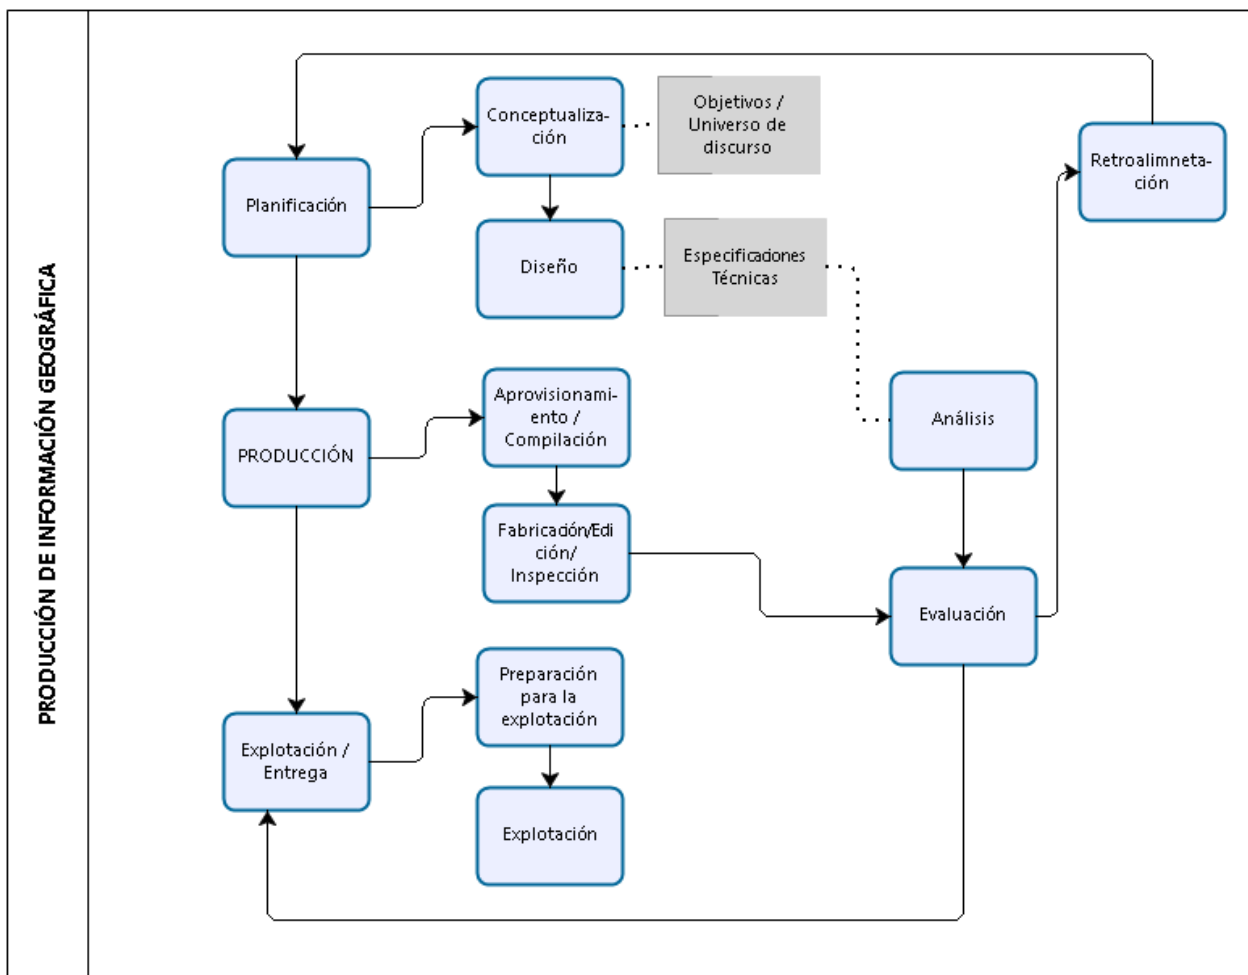 PRODUCCIÓN DE INFORMACIÓN GEOGRÁFICA
Conceptualiza-
ción
Objetivos /
Universo de
discurso
Retroalimneta-
ción
Planificación
Diseño
Especificaciones
Técnicas
Aprovisionami-
ento /
Compilación
Análisis
PRODUCCIÓN
Fabricación/Edi
ción/
Inspección
Evaluación
Preparación
para la
explotación
Explotación /
Entrega
Explotación